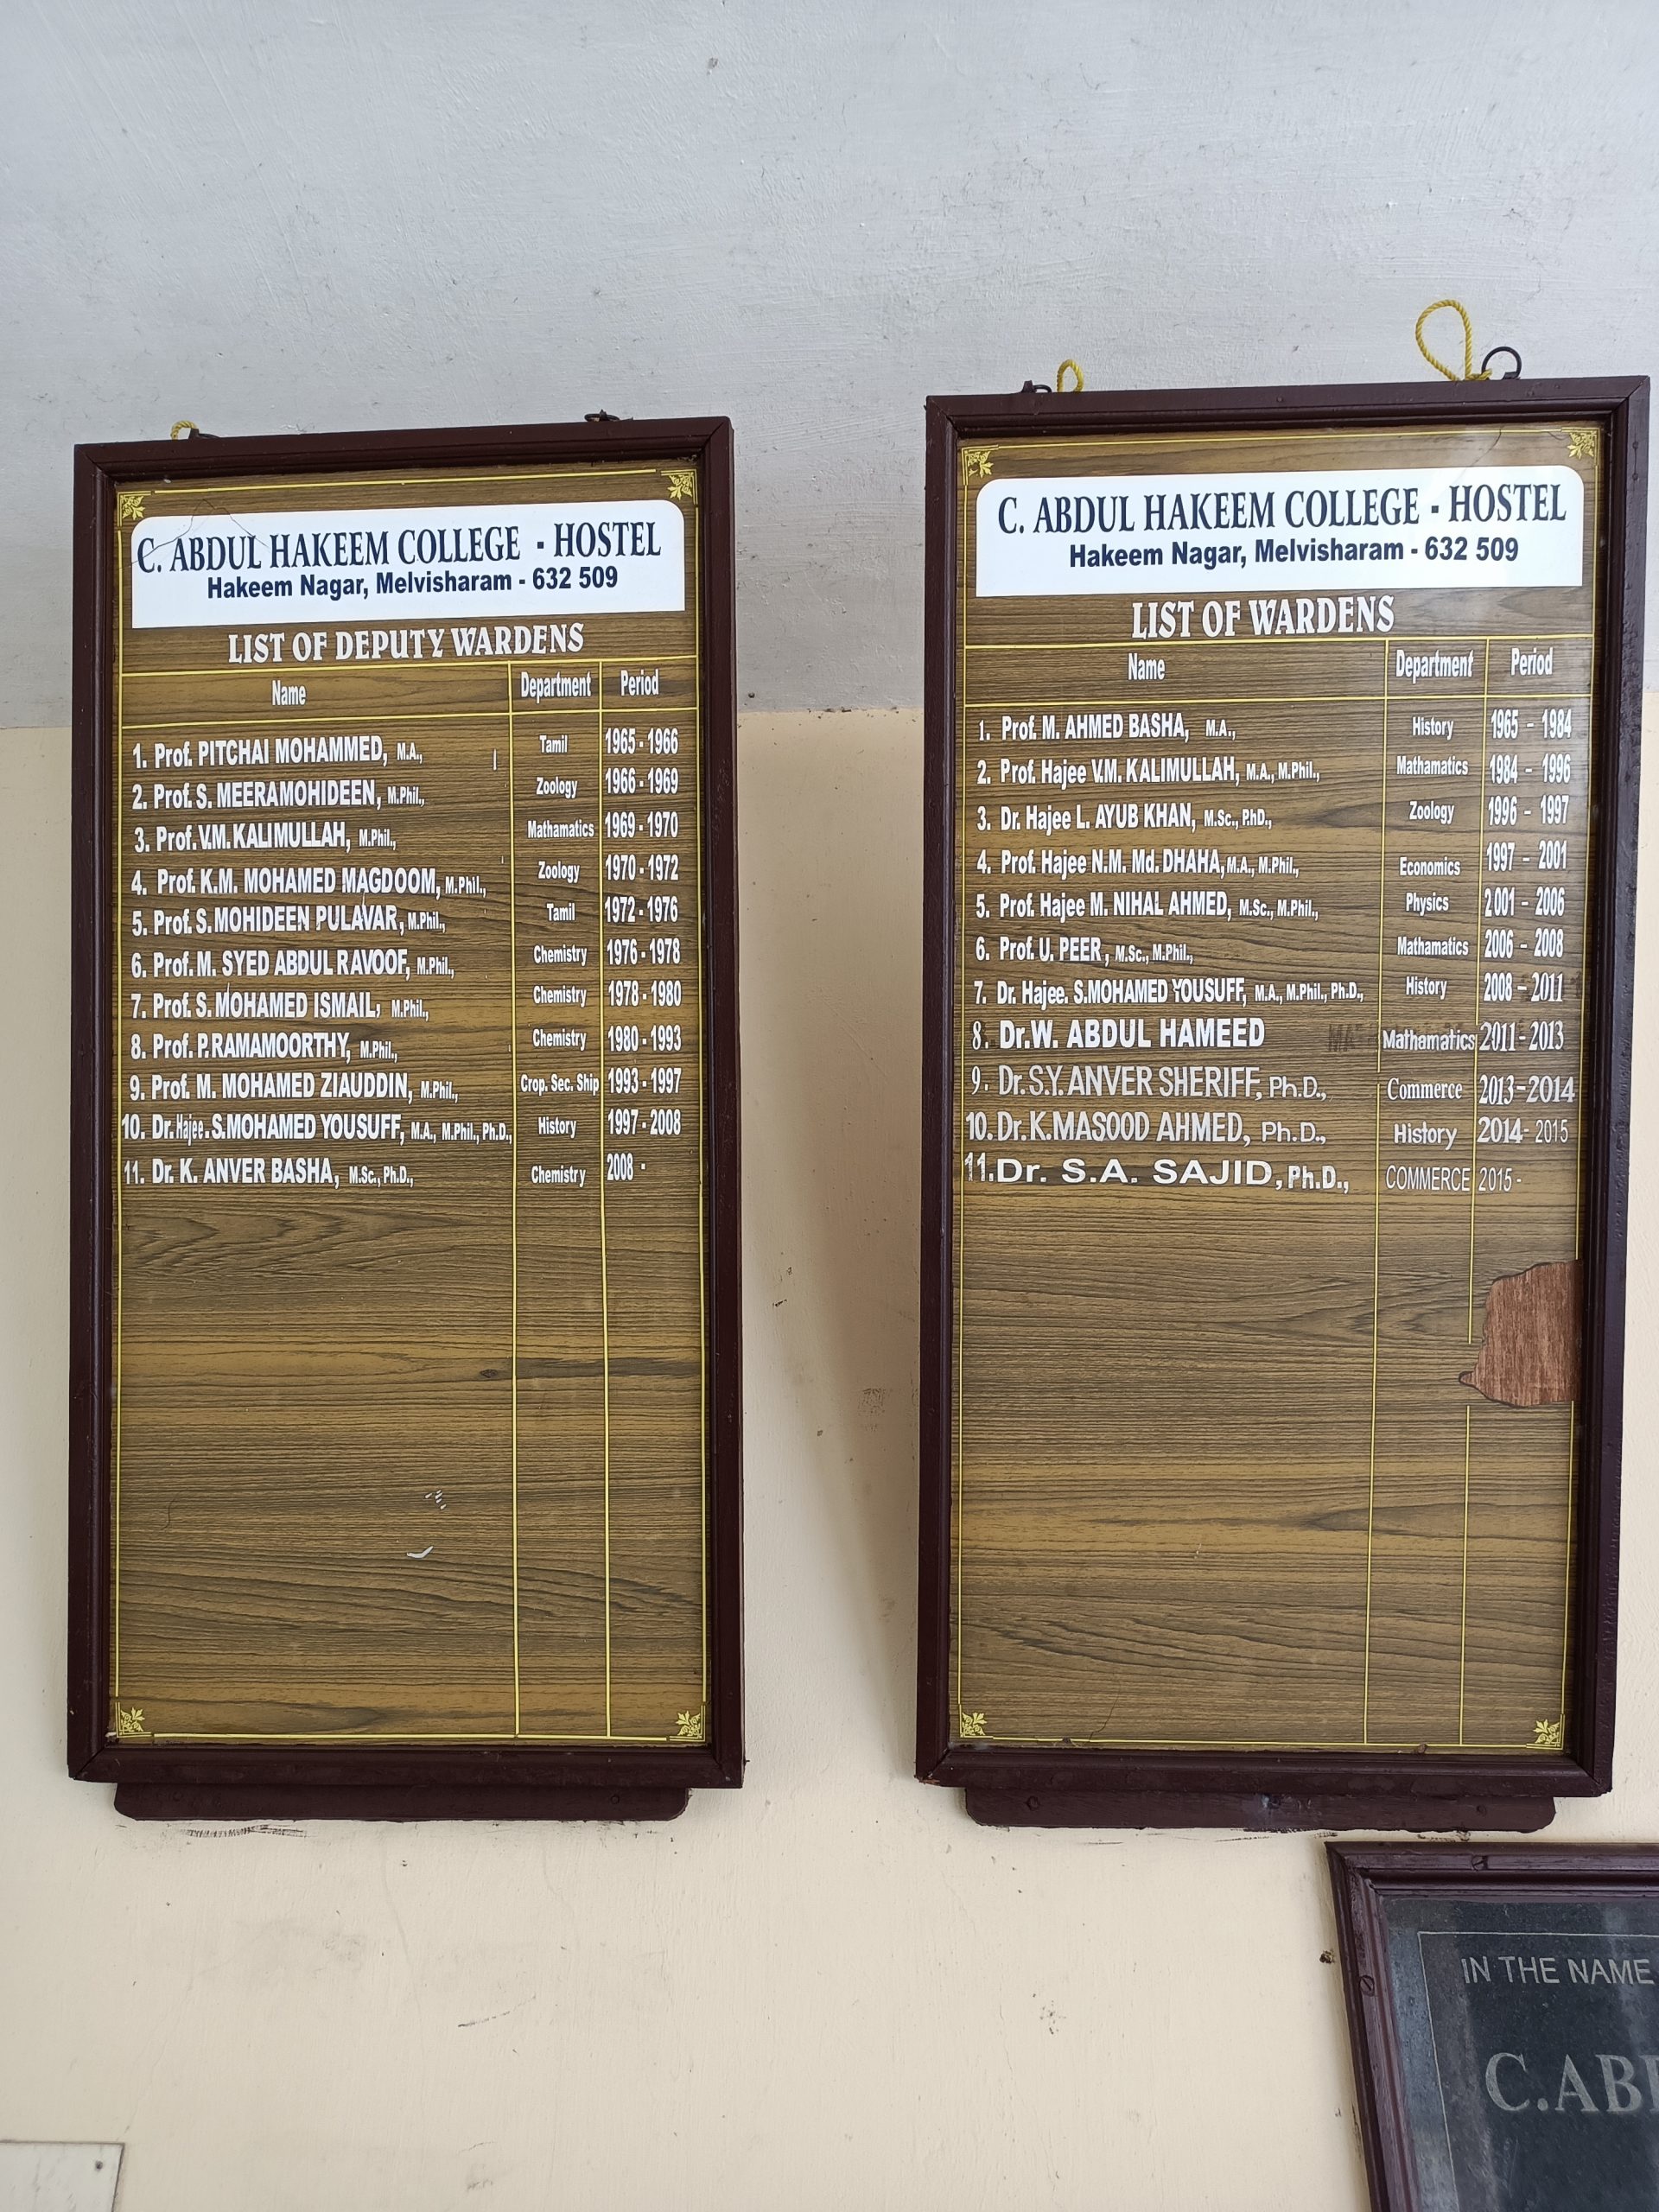 C. ABDUL HAKEEM COLLEGE - HOSTEL
Hakeem Nagar, Melvisharam - 632 509
LIST OF DEPUTY WARDENS
Name Department Period
1. Prof. PITCHAI MOHAMMED, M.A., Tamil 1965-1966
2. Prof. S. MEERAMOHIDEEN, M.Phil., Zoology 1966-1969
3. Prof. V.M. KALIMULLAH, M.Phil., Mathamatics 1969-1970
4. Prof. K.M. MOHAMED MAGDOOM, M.Phil., Zoology 1970-1972
5. Prof. S. MOHIDEEN PULAVAR, M.Phil., Tamil 1972-1976
6. Prof. M. SYED ABDUL RAVOOF, M.Phil., Chemistry 1976-1978
7. Prof. S. MOHAMED ISMAIL, M.Phil., Chemistry 1978-1980
8. Prof. P.RAMAMOORTHY, M.Phil., Chemistry 1980-1993
9. Prof. M. MOHAMED ZIAUDDIN, M.Phil., Crop. Sec. Ship 1993-1997
10. Dr. Hajee. S.MOHAMED YOUSUFF, M.A., M.Phil., Ph.D., History 1997-2008
11. Dr. K. ANVER BASHA, M.Sc., Ph.D., Chemistry 2008 -
C. ABDUL HAKEEM COLLEGE - HOSTEL
Hakeem Nagar, Melvisharam - 632 509
LIST OF WARDENS
Name Department Period
1. Prof. M. AHMED BASHA, M.A., History 1965 - 1984
2. Prof. Hajee V.M. KALIMULLAH, M.A., M.Phil., Mathamatics 1984 - 1996
3. Dr. Hajee L. AYUB KHAN, M.Sc., PhD., Zoology 1996 - 1997
4. Prof. Hajee N.M. Md. DHAHA, M.A., M.Phil., Economics 1997 - 2001
5. Prof. Hajee M. NIHAL AHMED, M.Sc., M.Phil., Physics 2001 - 2006
6. Prof. U. PEER, M.Sc., M.Phil., Mathamatics 2006 - 2008
7. Dr. Hajee. S.MOHAMED YOUSUFF, M.A., M.Phil., Ph.D., History 2008 - 2011
8. Dr.W. ABDUL HAMEED Mathematics 2011-2013
9. Dr.S.Y.ANVER SHERIFF, Ph.D., Commerce 2013-2014
10. Dr.K.MASOOD AHMED, Ph.D., History 2014- 2015
11. Dr. S.A. SAJID, Ph.D., COMMERCE 2015 -
IN THE NAME